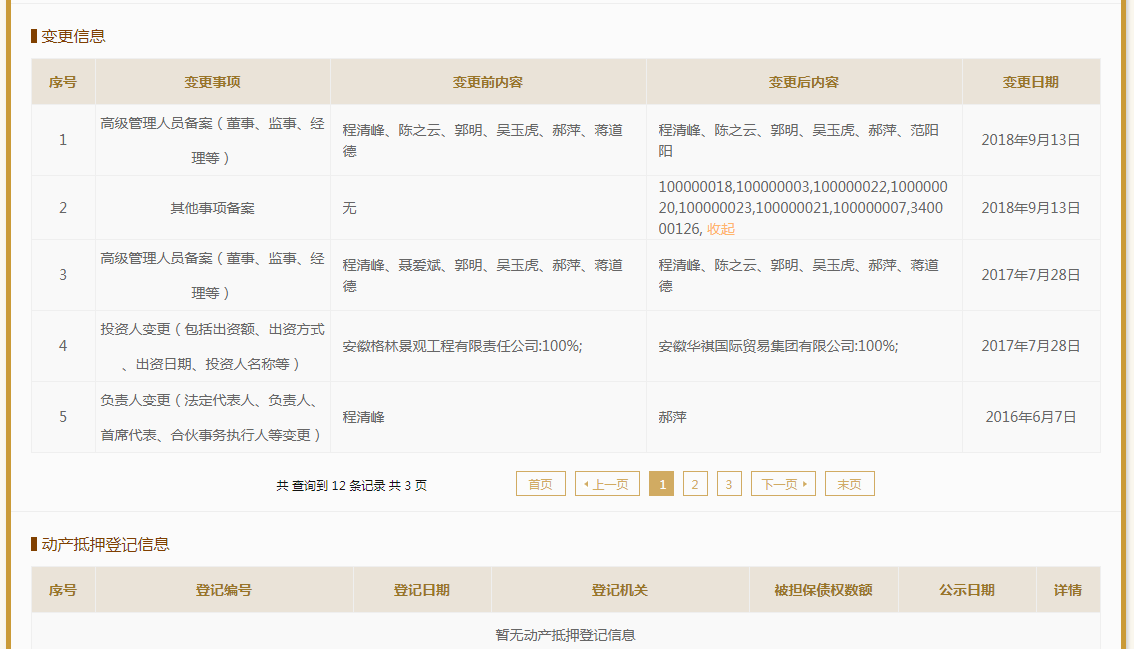 变更信息
序号 变更事项 变更前内容 变更后内容 变更日期
1 高级管理人员备案（董事、监事、经
理等） 程清峰、陈之云、郭明、吴玉虎、郝萍、蒋道
德 程清峰、陈之云、郭明、吴玉虎、郝萍、范阳
阳 2018年9月13日
2 其他事项备案 无 100000018,100000003,100000022,1000000
20,100000023,100000021,100000007,3400
00126, 收起 2018年9月13日
3 高级管理人员备案（董事、监事、经
理等） 程清峰、聂爱斌、郭明、吴玉虎、郝萍、蒋道
德 程清峰、陈之云、郭明、吴玉虎、郝萍、蒋道
德 2017年7月28日
4 投资人变更（包括出资额、出资方式
、出资日期、投资人名称等） 安徽格林景观工程有限责任公司:100%; 安徽华祺国际贸易集团有限公司:100%; 2017年7月28日
5 负责人变更（法定代表人、负责人、
首席代表、合伙事务执行人等变更） 程清峰 郝萍 2016年6月7日
共 查询到 12 条记录 共 3 页 首页 上一页 1 2 3 下一页 末页
动产抵押登记信息
序号 登记编号 登记日期 登记机关 被担保债权数额 公示日期 详情
暂无动产抵押登记信息